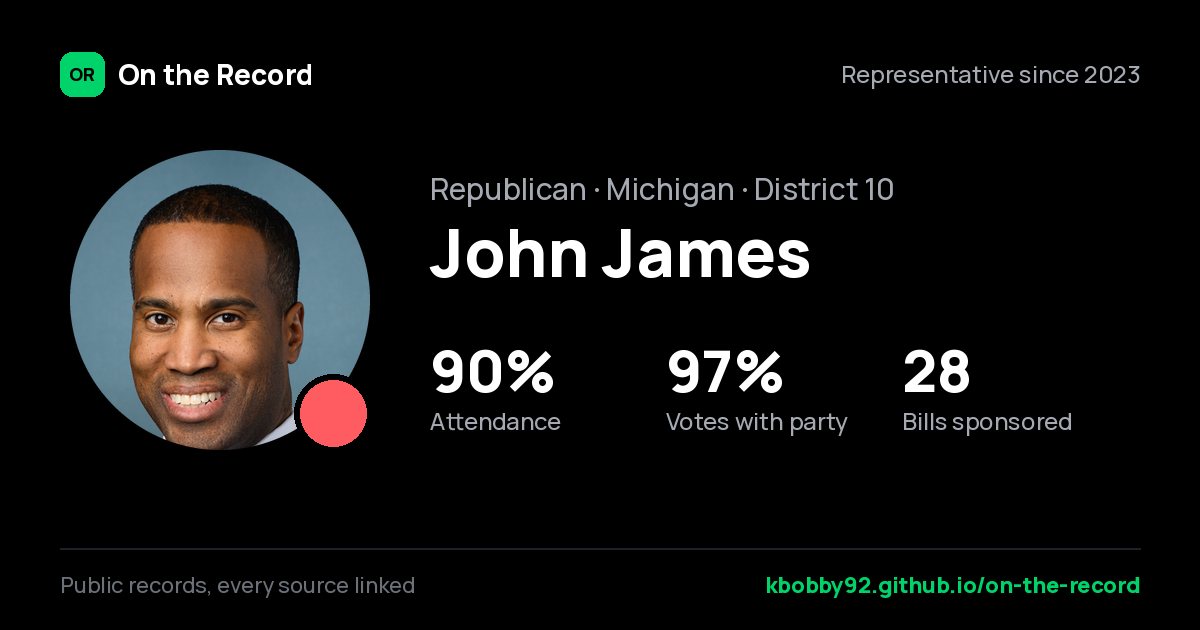 OR On the Record
Representative since 2023
Republican · Michigan · District 10
John James
90% 97% 28
Attendance Votes with party Bills sponsored
Public records, every source linked
kbobby92.github.io/on-the-record